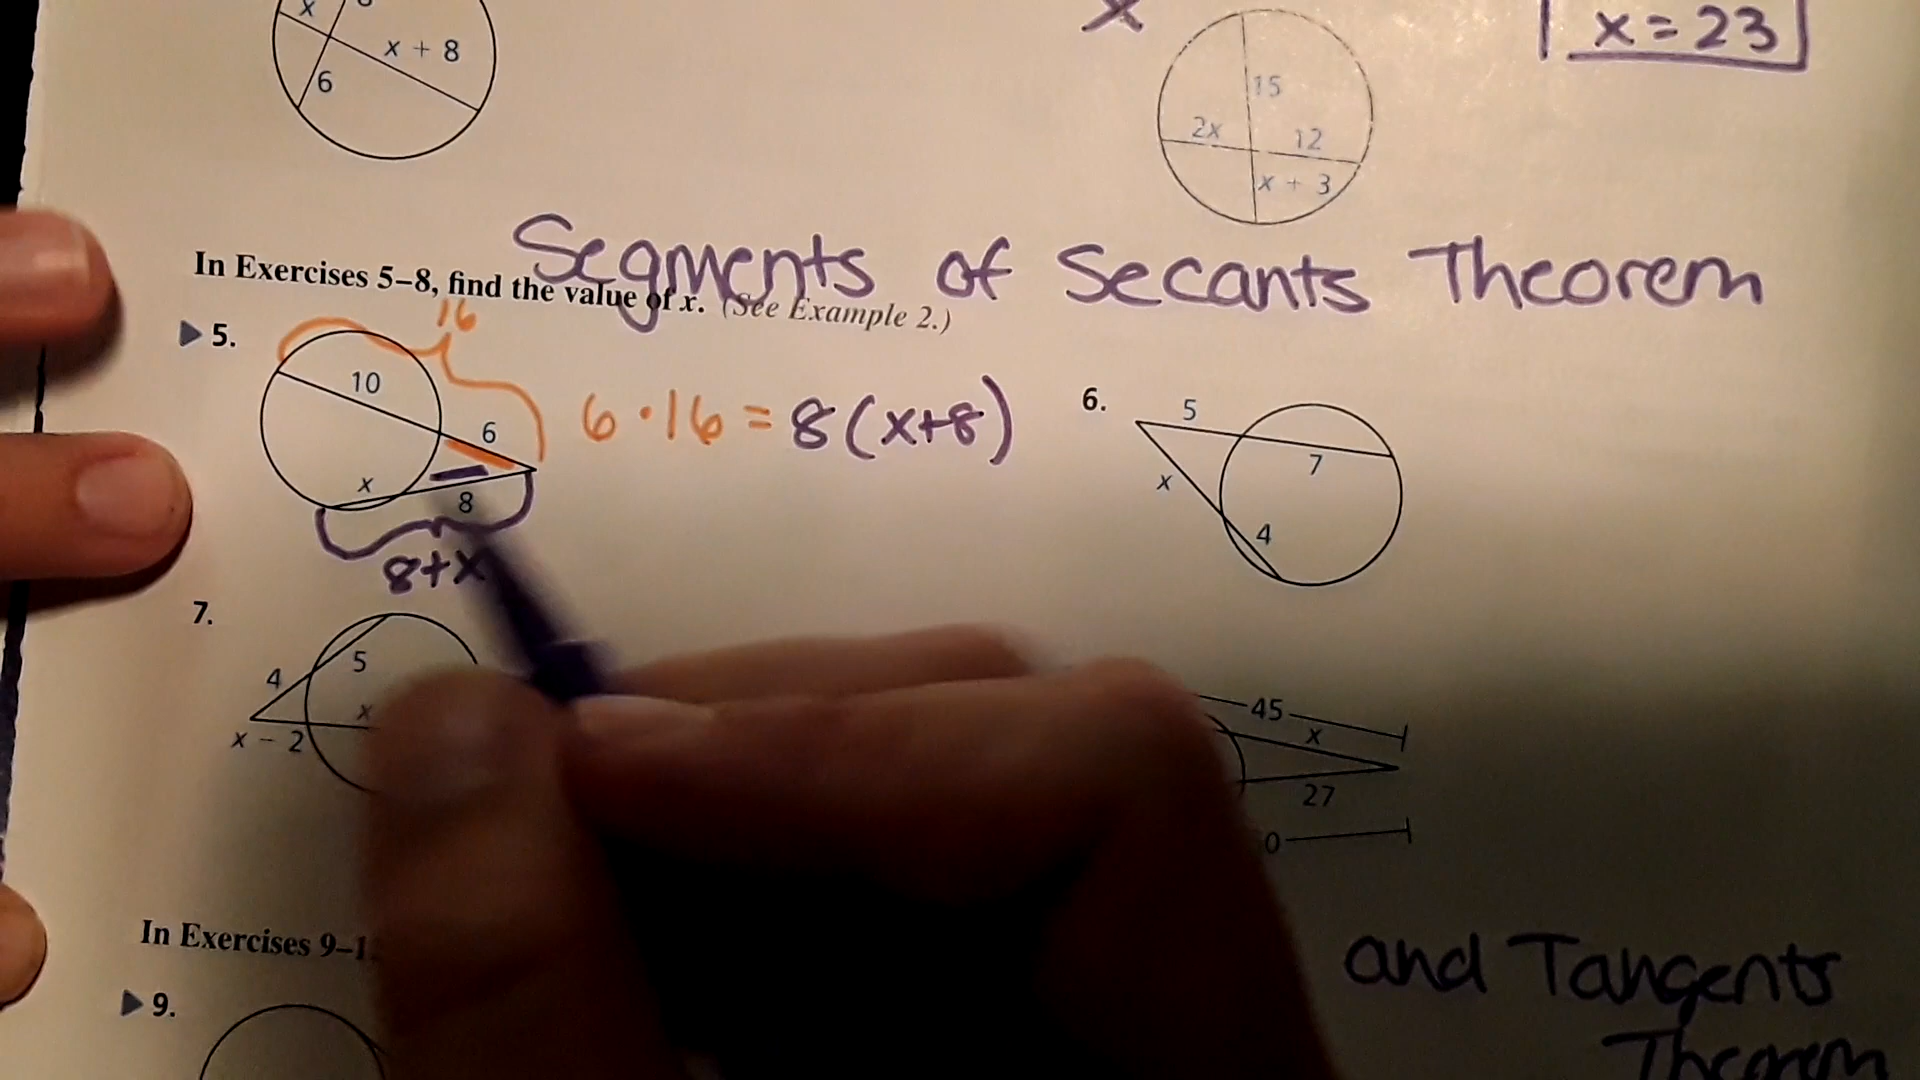 x
x + 8
6
x
15
2x
12
x + 3
x = 23
Segments of Secants Theorem
In Exercises 5–8, find the value of x. (See Example 2.)
5.
16
10
6
x
8
8+x
6 · 16 = 8(x+8)
6.
5
7
x
4
7.
4
5
x
x − 2
45
x
27
0
In Exercises 9–1
and Tangents
Theorem
9.